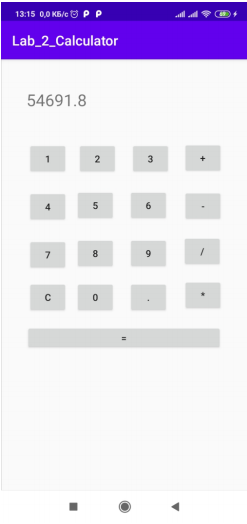 13:15 0,0 КБ/с P P
Lab_2_Calculator
54691.8
1 2 3 +
4 5 6 -
7 8 9 /
C 0 . *
=